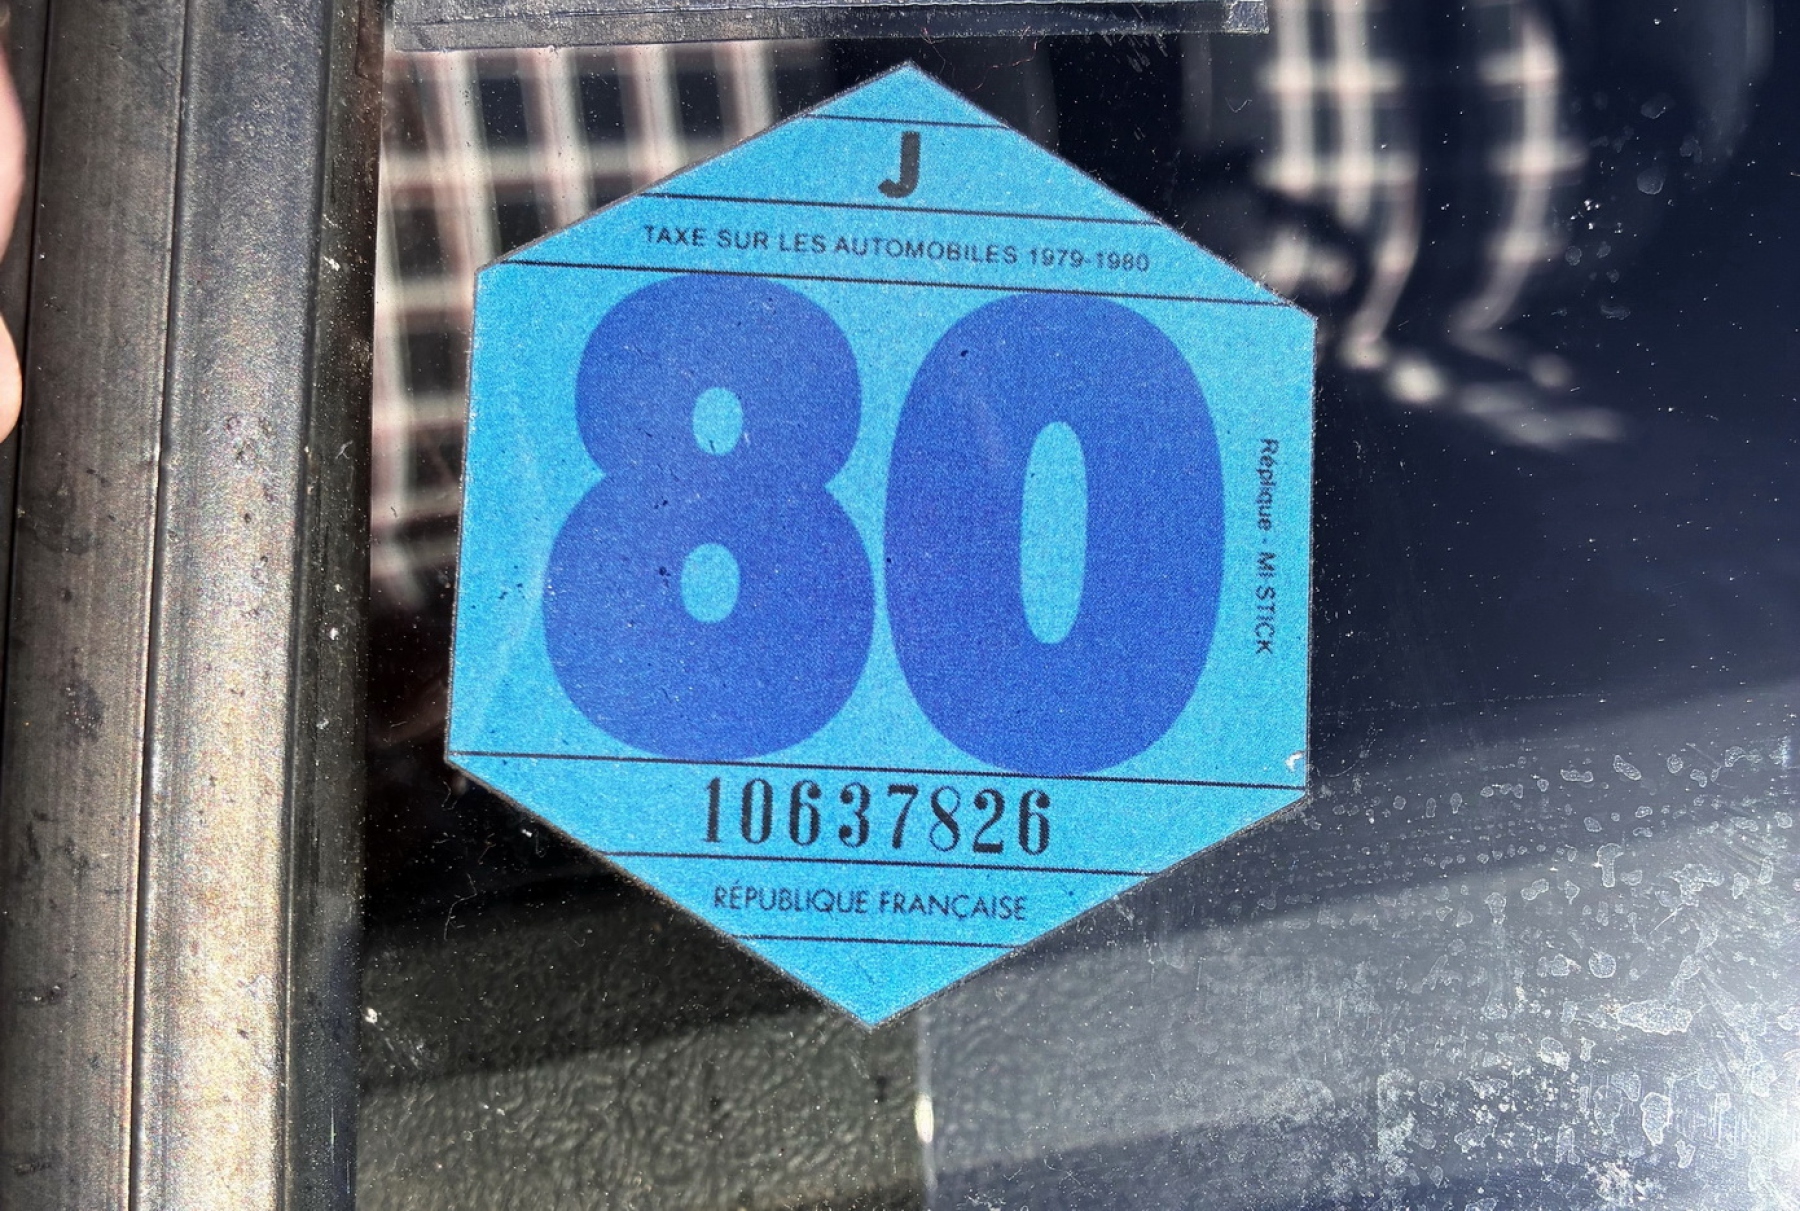 J
TAXE SUR LES AUTOMOBILES 1979-1980
80
Réplique - MI STICK
10637826
RÉPUBLIQUE FRANÇAISE